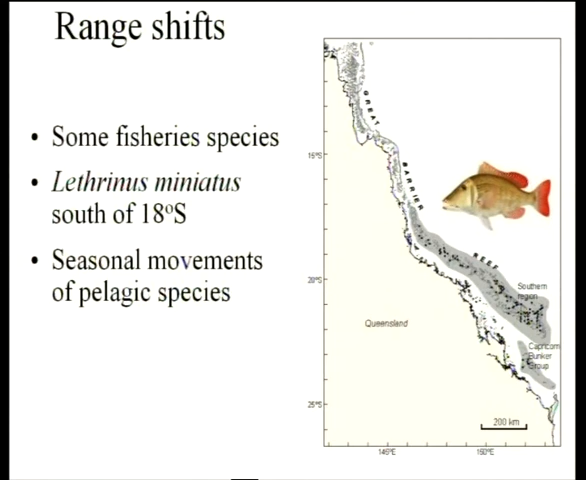 Range shifts
• Some fisheries species
• Lethrinus miniatus
south of 18ºS
• Seasonal movements
of pelagic species
GREAT
BARRIER
REEF
15ºS
20ºS
25ºS
Southern
region
Queensland
Capricorn
Bunker
Group
200 km
145ºE
150ºE